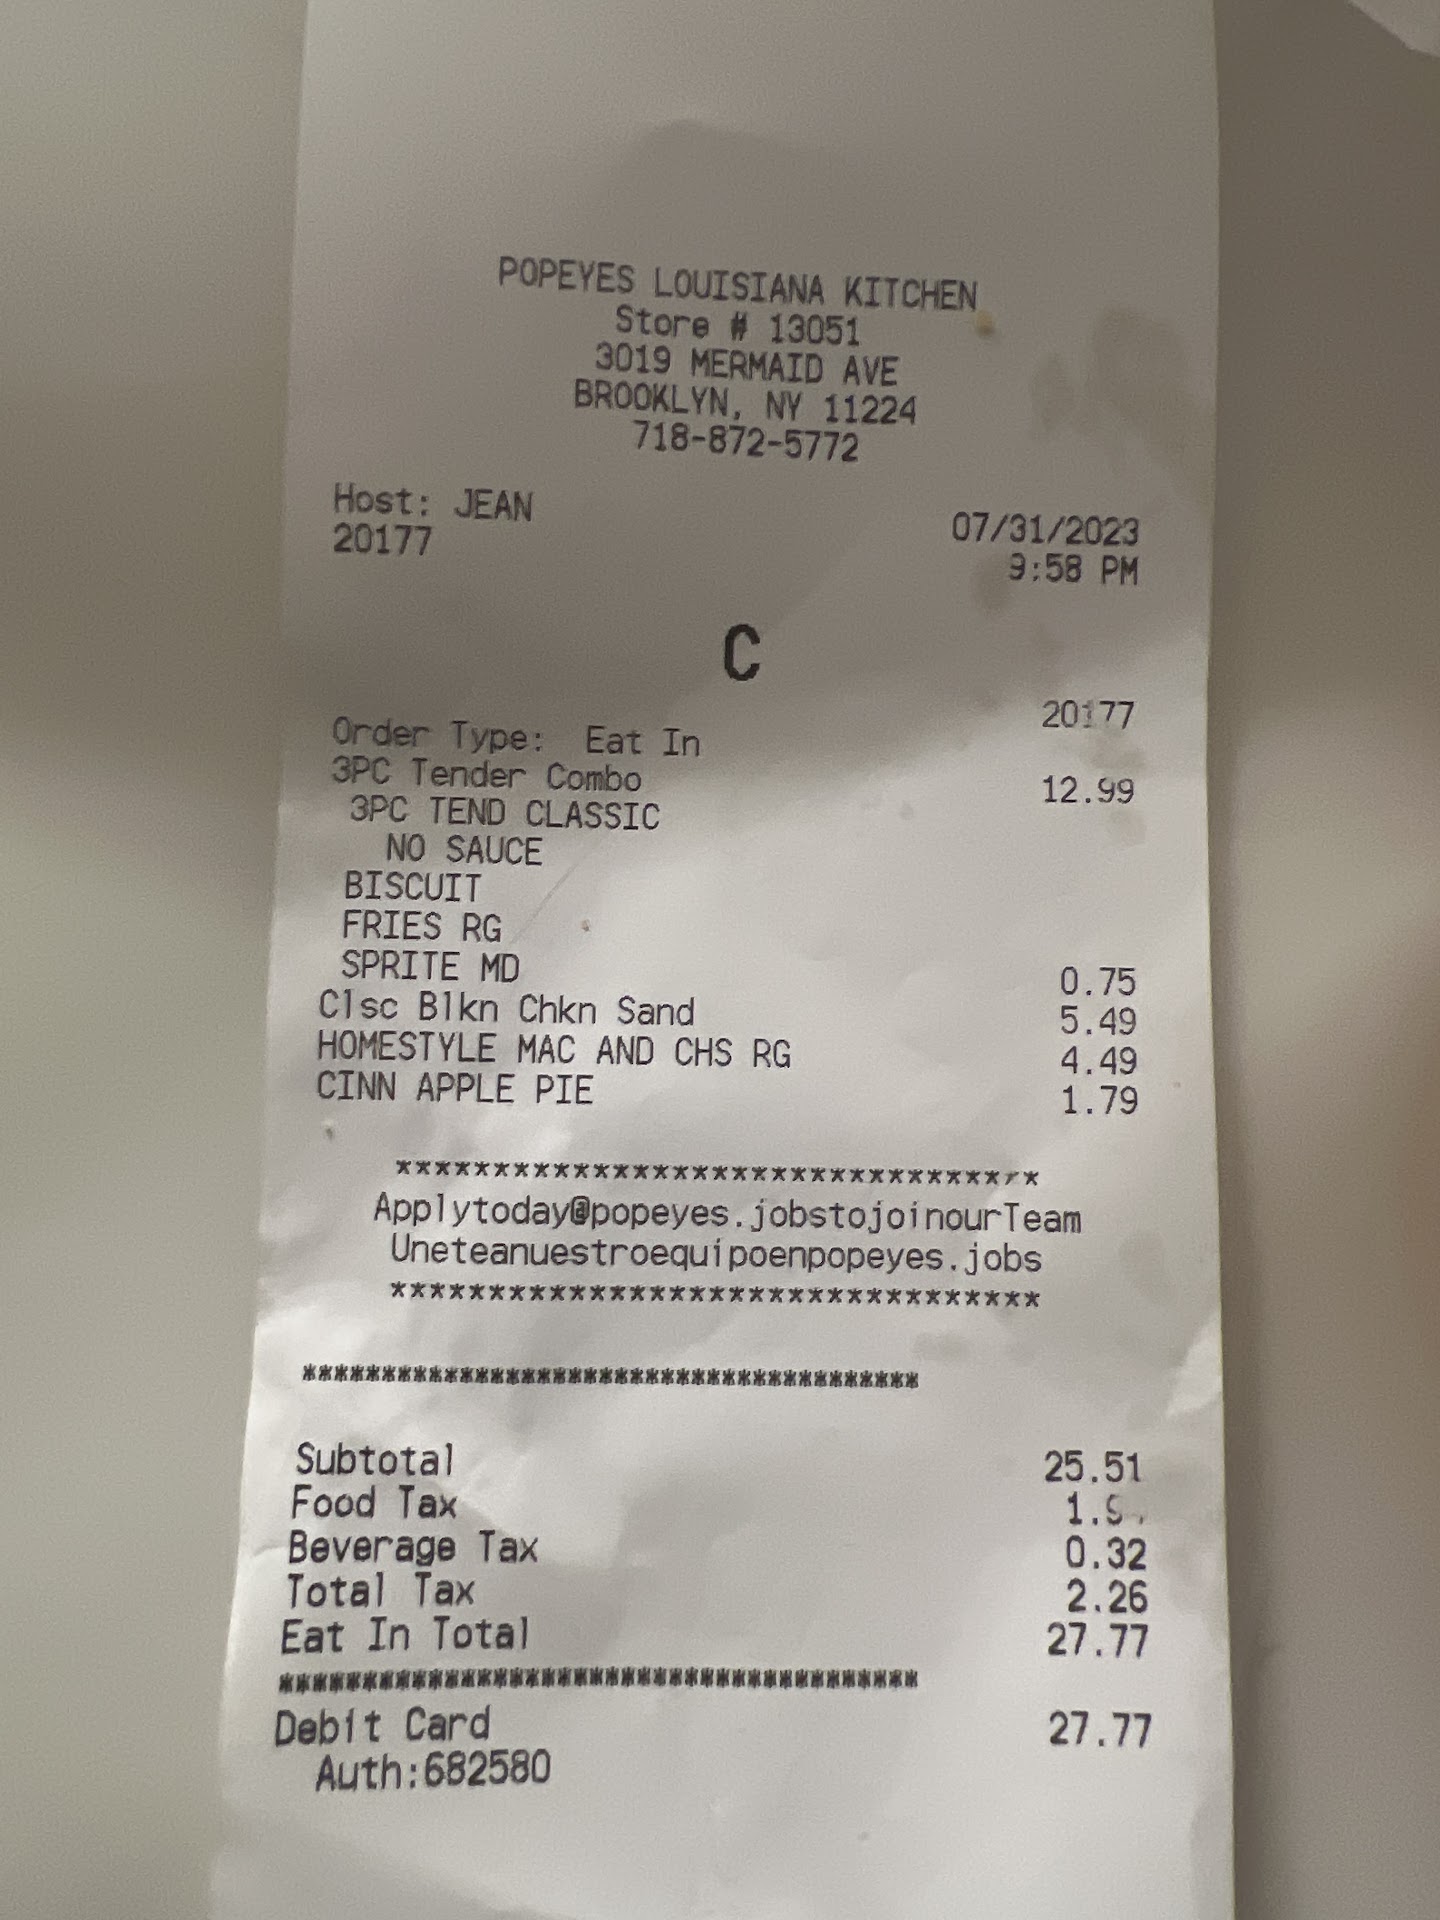 POPEYES LOUISIANA KITCHEN
Store # 13051
3019 MERMAID AVE
BROOKLYN, NY 11224
718-872-5772
Host: JEAN 07/31/2023
20177 9:58 PM
C
20177
Order Type: Eat In
3PC Tender Combo 12.99
3PC TEND CLASSIC
NO SAUCE
BISCUIT
FRIES RG
SPRITE MD 0.75
Clsc Blkn Chkn Sand 5.49
HOMESTYLE MAC AND CHS RG 4.49
CINN APPLE PIE 1.79
*********************************
Applytoday@popeyes.jobstojoinourTeam
Uneteanuestroequipoenpopeyes.jobs
*********************************
****************************************
Subtotal 25.51
Food Tax
Beverage Tax 0.32
Total Tax 2.26
Eat In Total 27.77
****************************************
Debit Card 27.77
Auth:682580